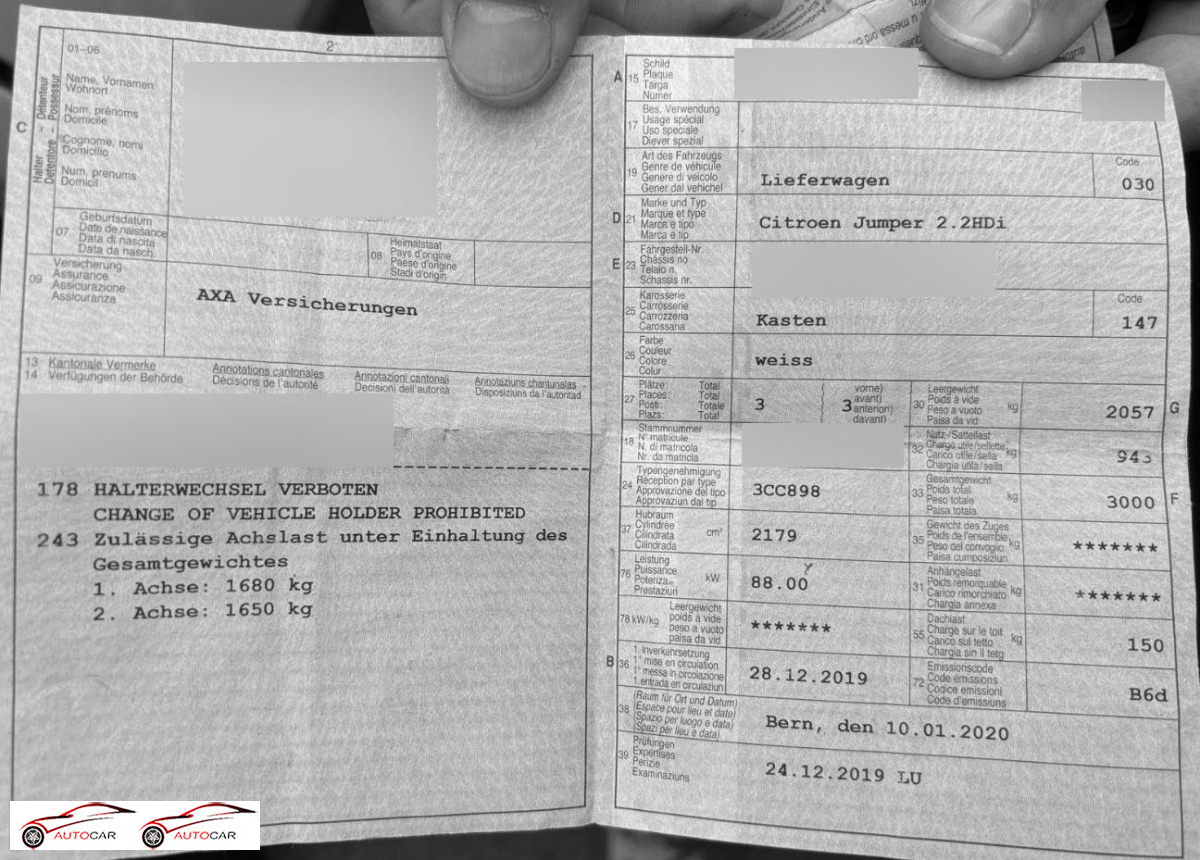 2
01-06
Name, Vornamen
Wohnort
Nom, prénoms
Domicile
Cognome, nomi
Domicilio
Num, prenums
Domicil
C
Halter - Détenteur
Detentore - Possessur
07
Geburtsdatum
Date de naissance
Data di nascita
Data da nasch.
08
Heimatstaat
Pays d'origine
Paese d'origine
Stadi d'origin
09
Versicherung
Assurance
Assicurazione
Assicuranza
AXA Versicherungen
13 Kantonale Vermerke
14 Verfügungen der Behörde
Annotations cantonales
Décisions de l'autorité
Annotazioni cantonali
Decisioni dell'autorità
Annotaziuns chantunalas
Disposiziuns da l'autoritad
178 HALTERWECHSEL VERBOTEN
CHANGE OF VEHICLE HOLDER PROHIBITED
243 Zulässige Achslast unter Einhaltung des
Gesamtgewichtes
1. Achse: 1680 kg
2. Achse: 1650 kg
AUTOCAR AUTOCAR
A 15
Schild
Plaque
Targa
Numer
17
Bes. Verwendung
Usage spécial
Uso speciale
Diever spezial
19
Art des Fahrzeugs
Genre de véhicule
Genere di veicolo
Gener dal vehichel
Lieferwagen
Code
030
D 21
Marke und Typ
Marque et type
Marca e tipo
Marca e tip
Citroen Jumper 2.2HDi
E 23
Fahrgestell-Nr.
Châssis no
Telaio n.
Schassis nr.
25
Karosserie
Carrosserie
Carrozzeria
Carossaria
Kasten
Code
147
26
Farbe
Couleur
Colore
Colur
weiss
27
Plätze: Total
Places: Total
Posti: Totale
Plazs: Total
3
3
vorne)
avant)
anteriori)
davant)
30
Leergewicht
Poids à vide
Peso a vuoto
Paisa da vid
kg
2057
G
18
Stammnummer
N° matricule
N. di matricola
Nr. da matricla
32
Nutz-/Sattellast
Charge utile/sellette
Carico utile/sella
Chargia utila/sella
kg
943
24
Typengenehmigung
Réception par type
Approvazione del tipo
Approvaziun dal tip
3CC898
33
Gesamtgewicht
Poids total
Peso totale
Paisa totala
kg
3000
F
37
Hubraum
Cylindrée
Cilindrata
Cilindrada
cm³
2179
35
Gewicht des Zuges
Poids de l'ensemble
Peso del convoglio
Paisa cumposiziun
kg
*******
76
Leistung
Puissance
Potenza
Prestaziun
kW
88.00
31
Anhängelast
Poids remorquable
Carico rimorchiato
Chargia annexa
kg
*******
78 kW/kg
Leergewicht
poids à vide
peso a vuoto
paisa da vid
*******
55
Dachlast
Charge sur le toit
Carico sul tetto
Chargia sin il tetg
kg
150
B 36
1. Inverkehrsetzung
1re mise en circulation
1a messa in circolazione
1. entrada en circulaziun
28.12.2019
72
Emissionscode
Code émissions
Codice emissioni
Code d'emissiuns
B6d
38
(Raum für Ort und Datum)
(Espace pour lieu et date)
(Spazio per luogo e data)
(Spazi per lieu e data)
Bern, den 10.01.2020
39
Prüfungen
Expertises
Perizie
Examinaziuns
24.12.2019 LU